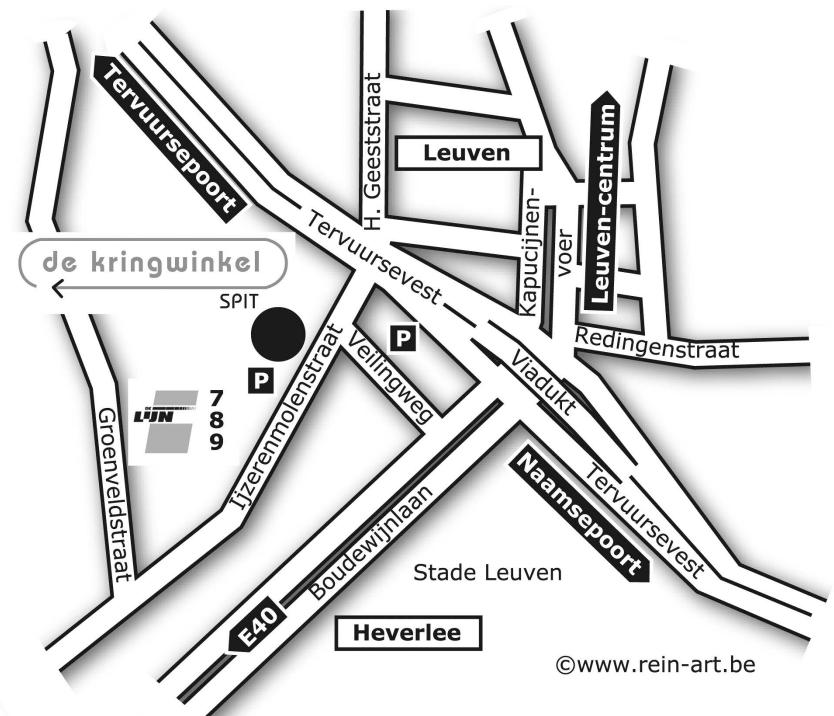 Tervuursepoort
H. Geeststraat
Leuven
Kapucijnen-
voer
Leuven-centrum
Tervuursevest
de kringwinkel
SPIT
P
P
Veilingweg
Viadukt
Redingenstraat
Ijzerenmolenstraat
Groenveldstraat
DE
LIJN
7
8
9
Naamsepoort
Tervuursevest
Boudewijnlaan
Stade Leuven
E40
Heverlee
©www.rein-art.be